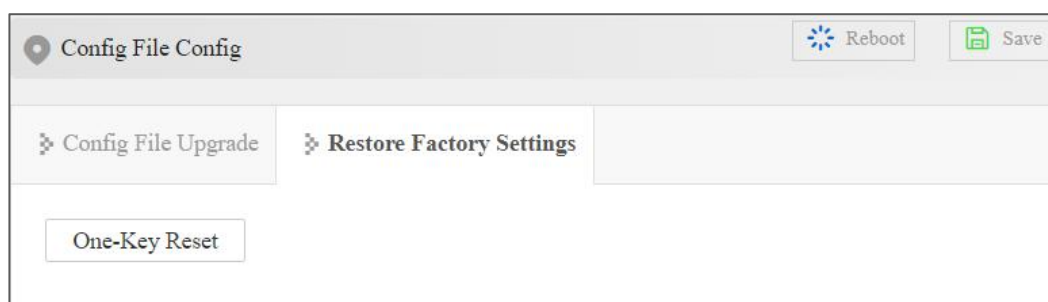 Config File Config
Reboot
Save
Config File Upgrade
Restore Factory Settings
One-Key Reset